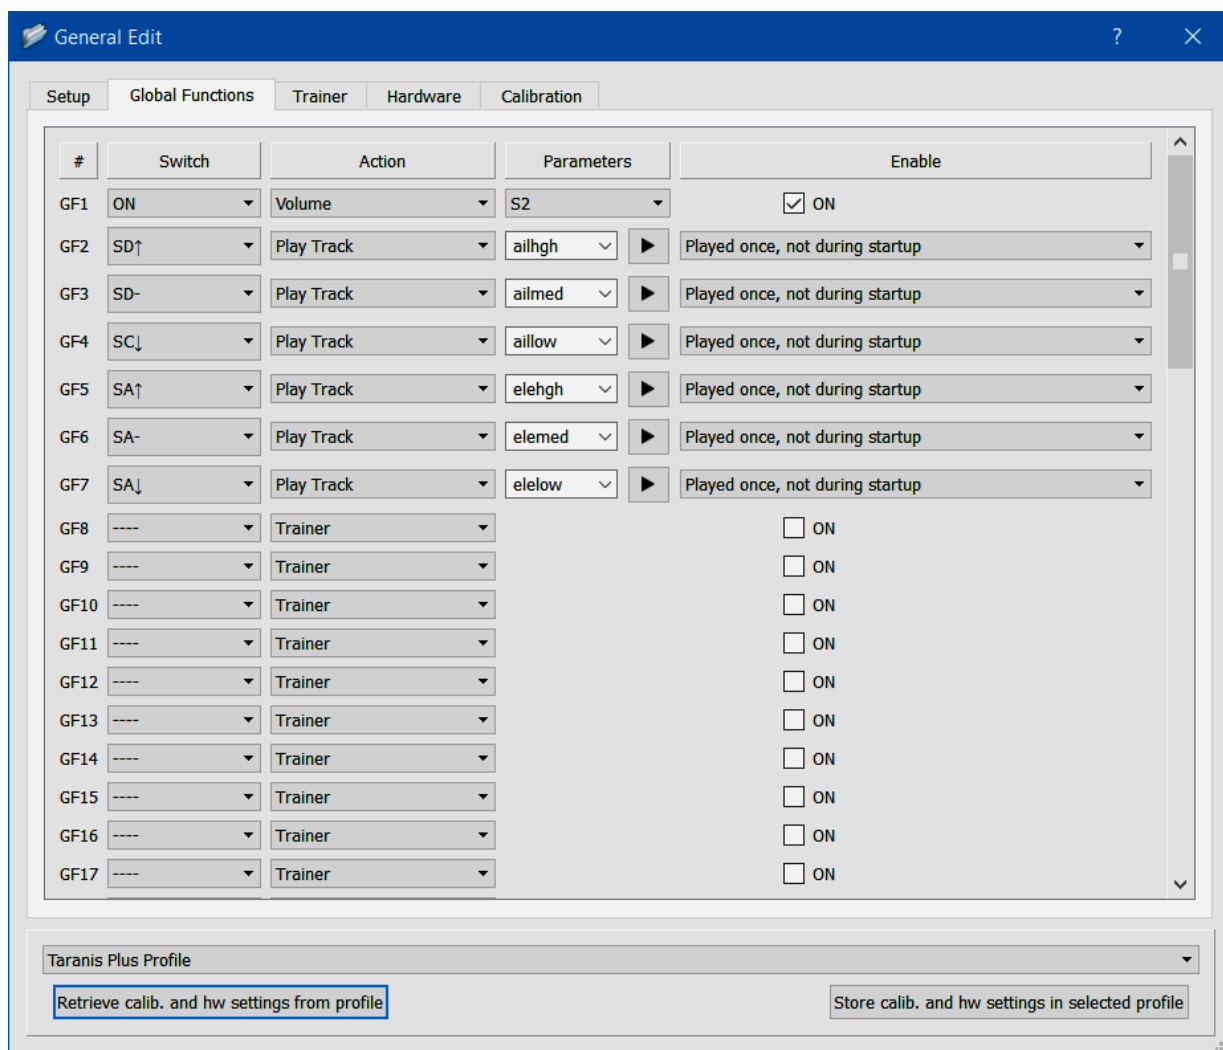 General Edit ?
Setup Global Functions Trainer Hardware Calibration
# Switch Action Parameters Enable
GF1 ON Volume S2 ON
GF2 SD↑ Play Track ailhgh Played once, not during startup
GF3 SD- Play Track ailmed Played once, not during startup
GF4 SC↓ Play Track aillow Played once, not during startup
GF5 SA↑ Play Track elehgh Played once, not during startup
GF6 SA- Play Track elemed Played once, not during startup
GF7 SA↓ Play Track elelow Played once, not during startup
GF8 ---- Trainer ON
GF9 ---- Trainer ON
GF10 ---- Trainer ON
GF11 ---- Trainer ON
GF12 ---- Trainer ON
GF13 ---- Trainer ON
GF14 ---- Trainer ON
GF15 ---- Trainer ON
GF16 ---- Trainer ON
GF17 ---- Trainer ON
Taranis Plus Profile
Retrieve calib. and hw settings from profile Store calib. and hw settings in selected profile